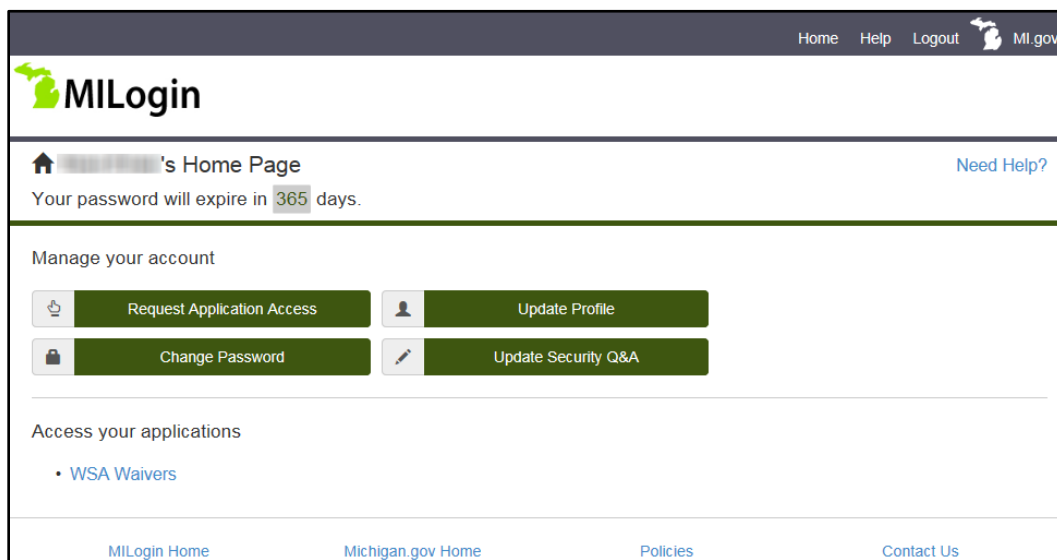 Home Help Logout MI.gov
MILogin
's Home Page
Need Help?
Your password will expire in 365 days.
Manage your account
Request Application Access
Update Profile
Change Password
Update Security Q&A
Access your applications
• WSA Waivers
MILogin Home Michigan.gov Home Policies Contact Us